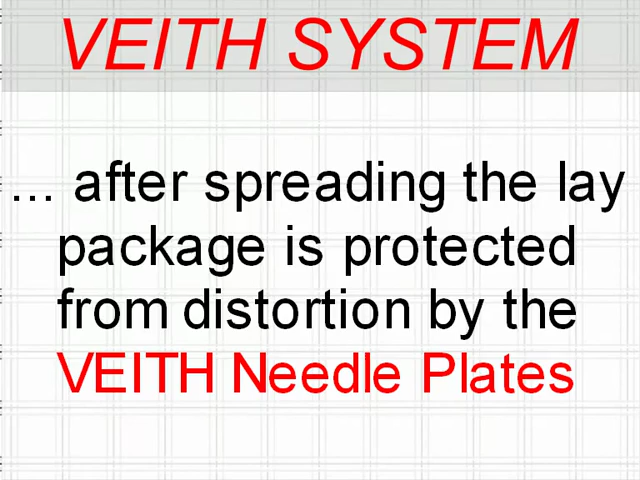 VEITH SYSTEM
... after spreading the lay
package is protected
from distortion by the
VEITH Needle Plates